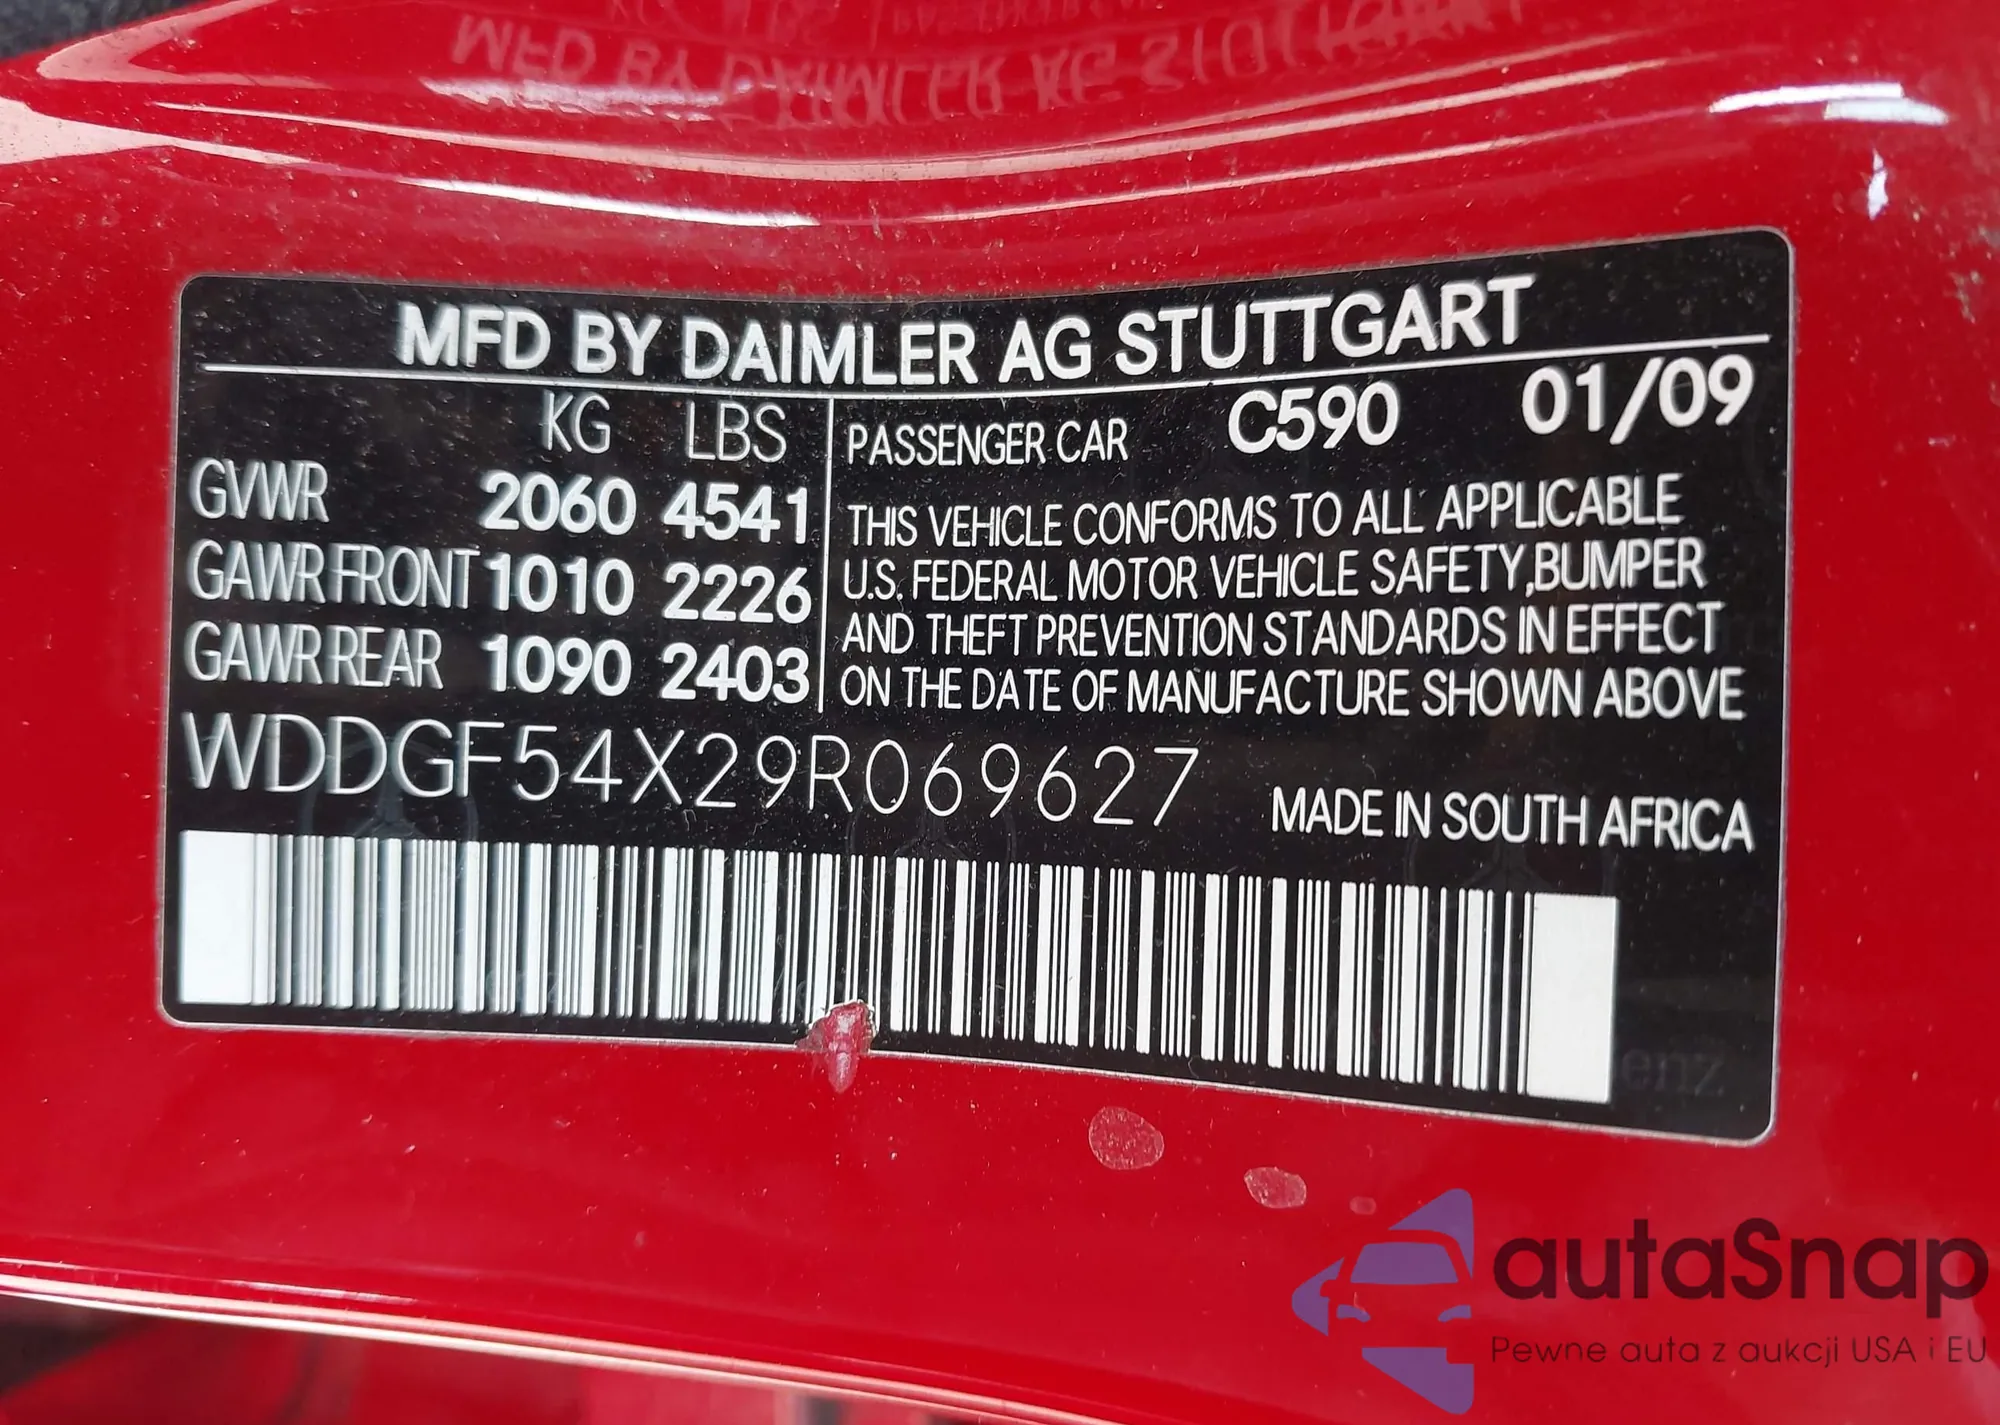 MFD BY DAIMLER AG STUTTGART
KG LBS
GVWR 2060 4541
GAWR FRONT 1010 2226
GAWR REAR 1090 2403
PASSENGER CAR C590 01/09
THIS VEHICLE CONFORMS TO ALL APPLICABLE
U.S. FEDERAL MOTOR VEHICLE SAFETY,BUMPER
AND THEFT PREVENTION STANDARDS IN EFFECT
ON THE DATE OF MANUFACTURE SHOWN ABOVE
WDDGF54X29R069627
MADE IN SOUTH AFRICA
autaSnap
Pewne auta z aukcji USA i EU